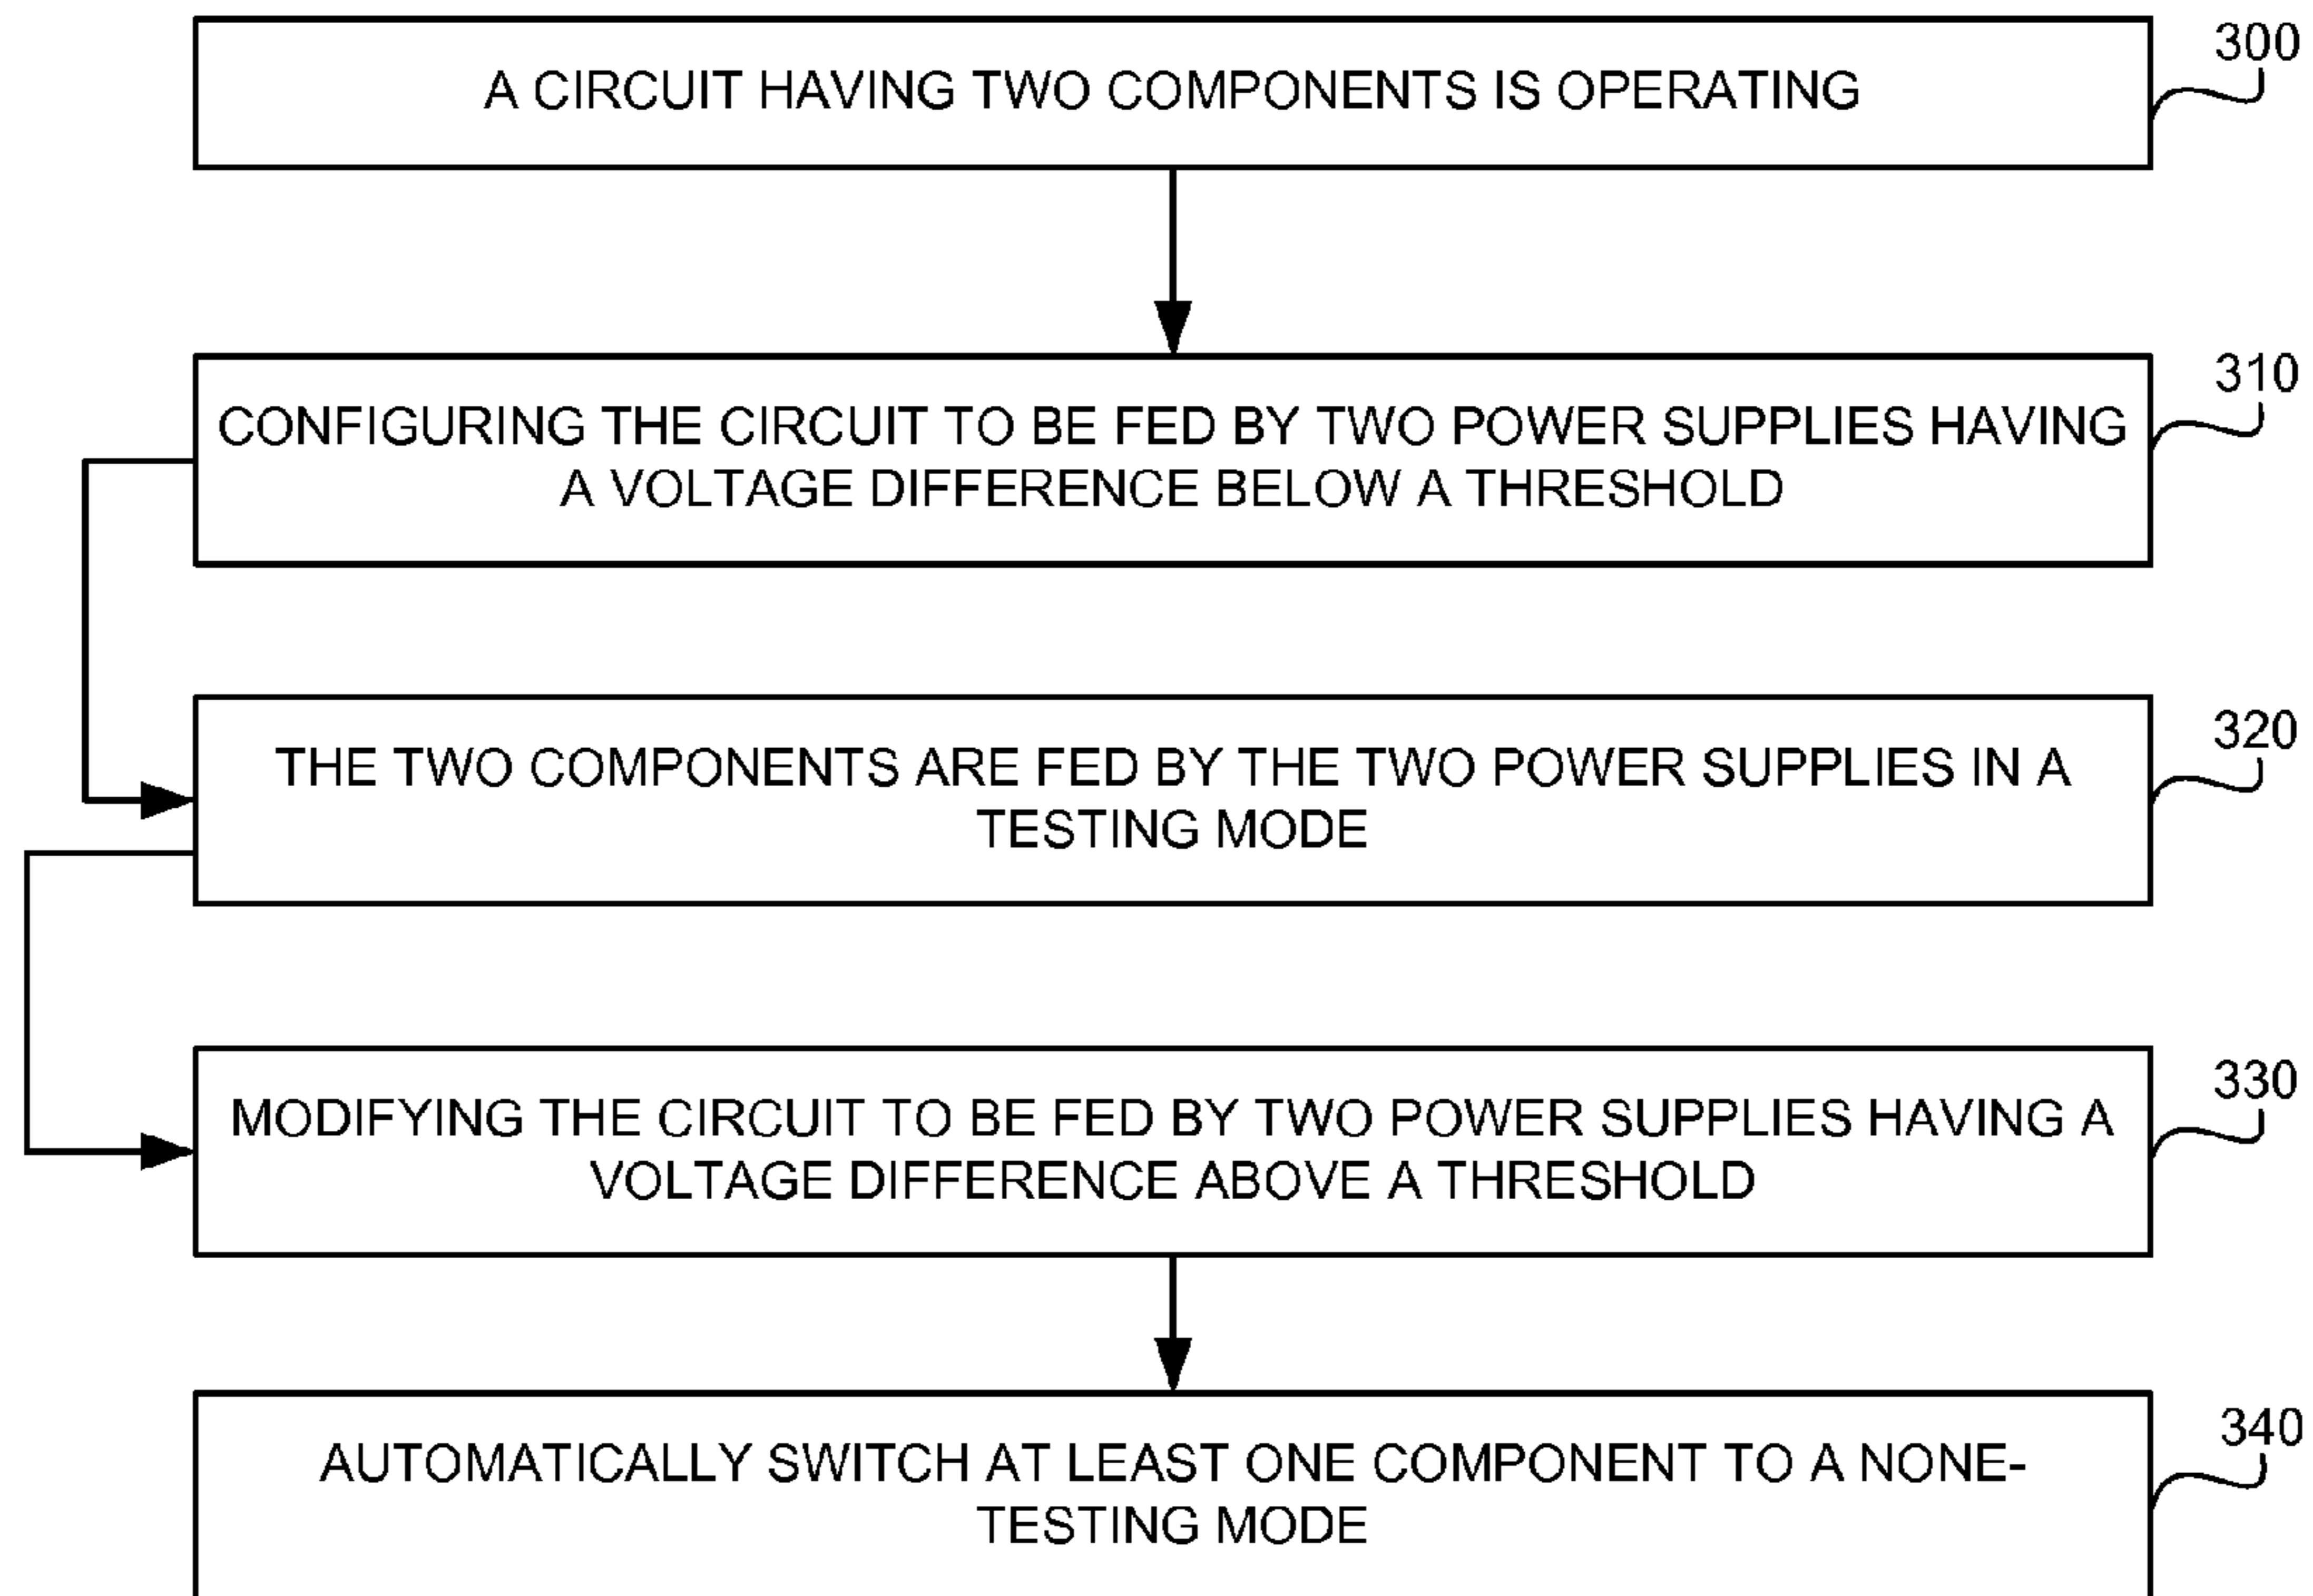 300
A CIRCUIT HAVING TWO COMPONENTS IS OPERATING
310
CONFIGURING THE CIRCUIT TO BE FED BY TWO POWER SUPPLIES HAVING
A VOLTAGE DIFFERENCE BELOW A THRESHOLD
320
THE TWO COMPONENTS ARE FED BY THE TWO POWER SUPPLIES IN A
TESTING MODE
330
MODIFYING THE CIRCUIT TO BE FED BY TWO POWER SUPPLIES HAVING A
VOLTAGE DIFFERENCE ABOVE A THRESHOLD
340
AUTOMATICALLY SWITCH AT LEAST ONE COMPONENT TO A NONE-
TESTING MODE